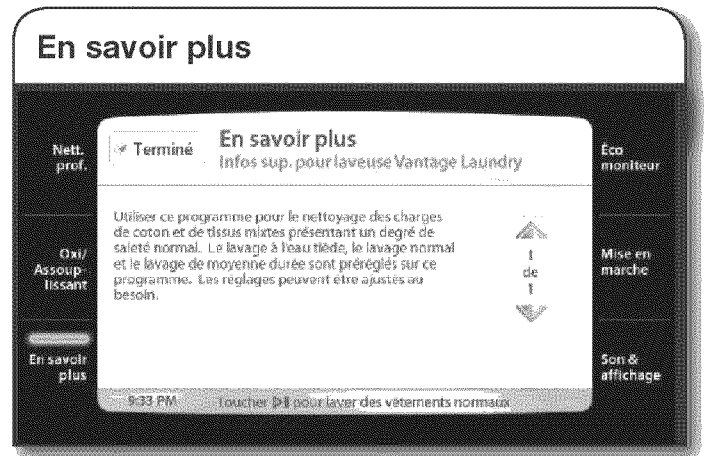 En savoir plus
Nett.
prof.
Oxi/
Assoup-
lissant
En savoir
plus
Terminé
En savoir plus
Infos sup. pour laveuse Vantage Laundry
Utiliser ce programme pour le nettoyage des charges
de coton et de tissus mixtes présentant un degré de
saleté normal. Le lavage à l'eau tiède, le lavage normal
et le lavage de moyenne durée sont préréglés sur ce
programme. Les réglages peuvent être ajustés au
besoin.
1
de
1
9:33 PM
Toucher pour laver des vêtements normaux
Éco
moniteur
Mise en
marche
Son &
affichage